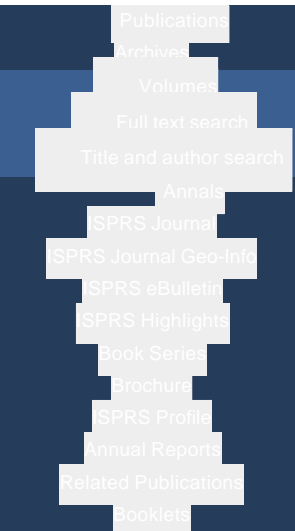 Publications
Archives
Volumes
Full text search
Title and author search
Annals
ISPRS Journal
ISPRS Journal Geo-Info
ISPRS eBulletin
ISPRS Highlights
Book Series
Brochure
ISPRS Profile
Annual Reports
Related Publications
Booklets